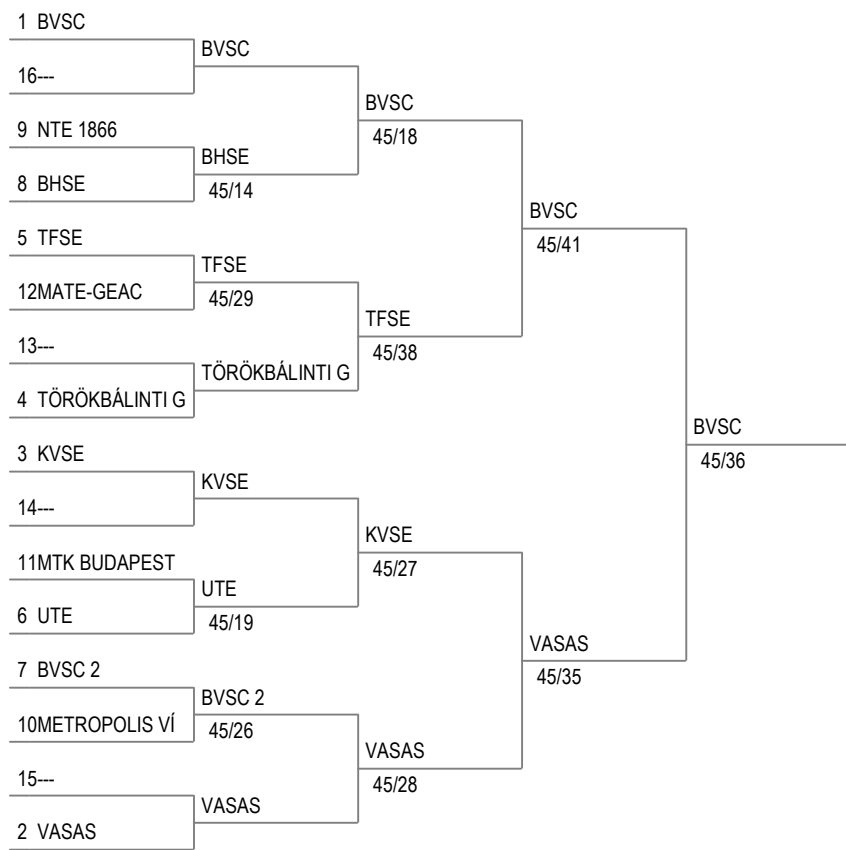 1 BVSC
16---
9 NTE 1866
8 BHSE
5 TFSE
12MATE-GEAC
13---
4 TÖRÖKBÁLINTI G
3 KVSE
14---
11MTK BUDAPEST
6 UTE
7 BVSC 2
10METROPOLIS VÍ
15---
2 VASAS
BVSC
BHSE
45/14
TFSE
45/29
TÖRÖKBÁLINTI G
KVSE
UTE
45/19
BVSC 2
45/26
VASAS
BVSC
45/18
TFSE
45/38
KVSE
45/27
VASAS
45/28
BVSC
45/41
VASAS
45/35
BVSC
45/36